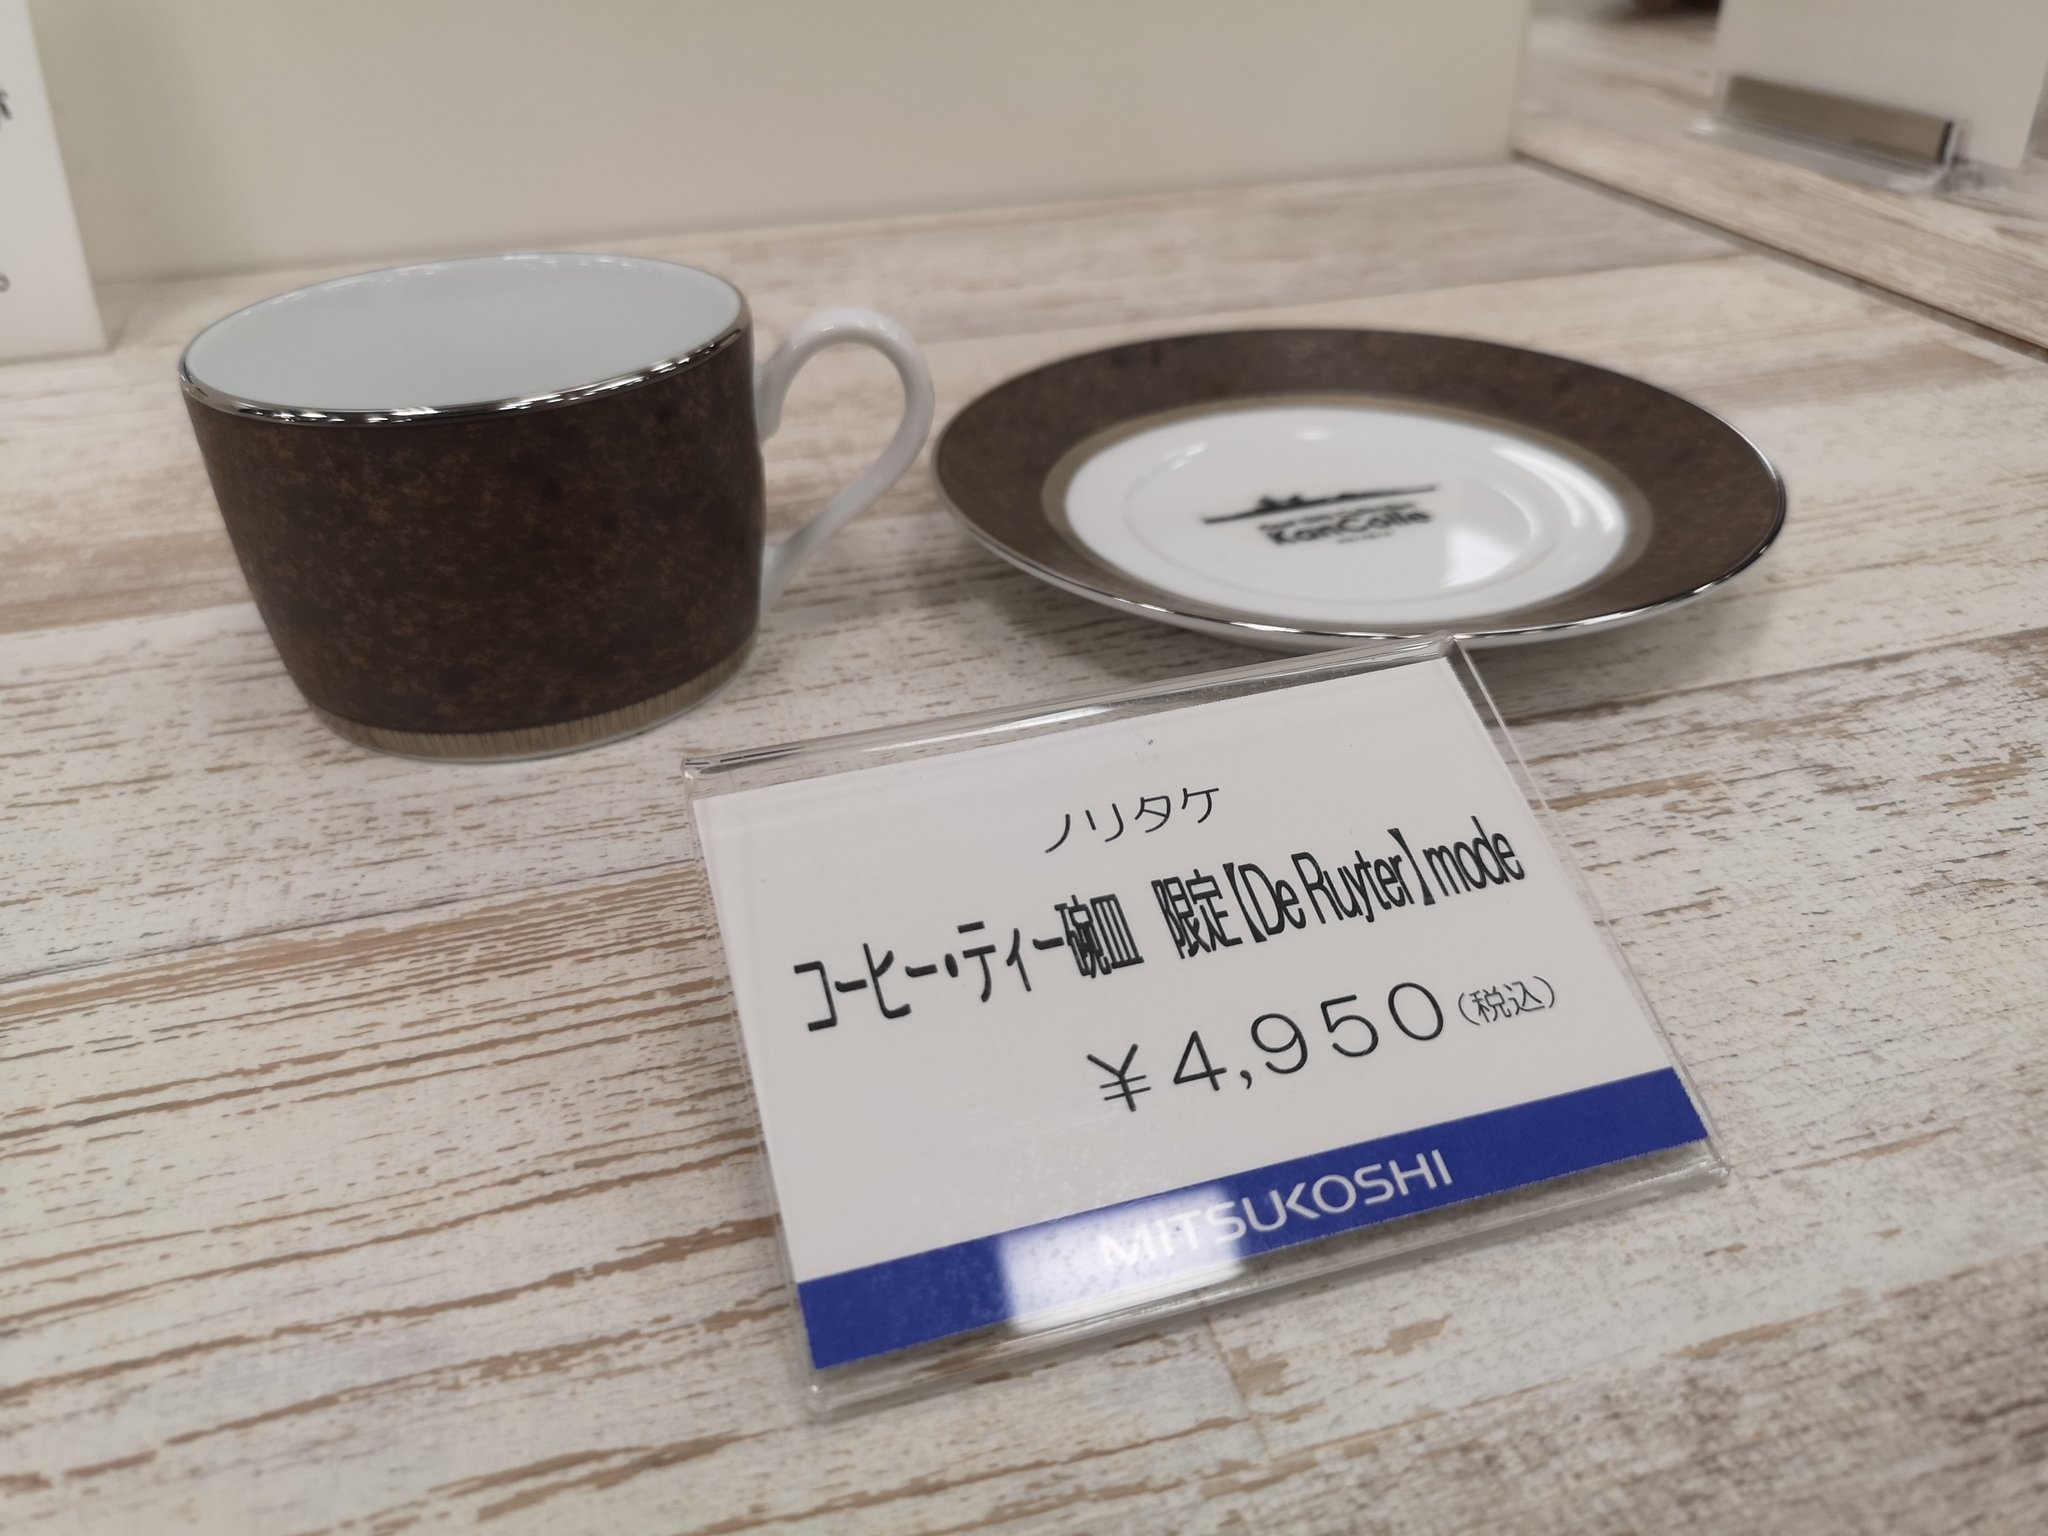 KanColle
ノリタケ
コーヒー・ティー碗皿　限定【De Ruyter】mode
￥4,950(税込)
MITSUKOSHI